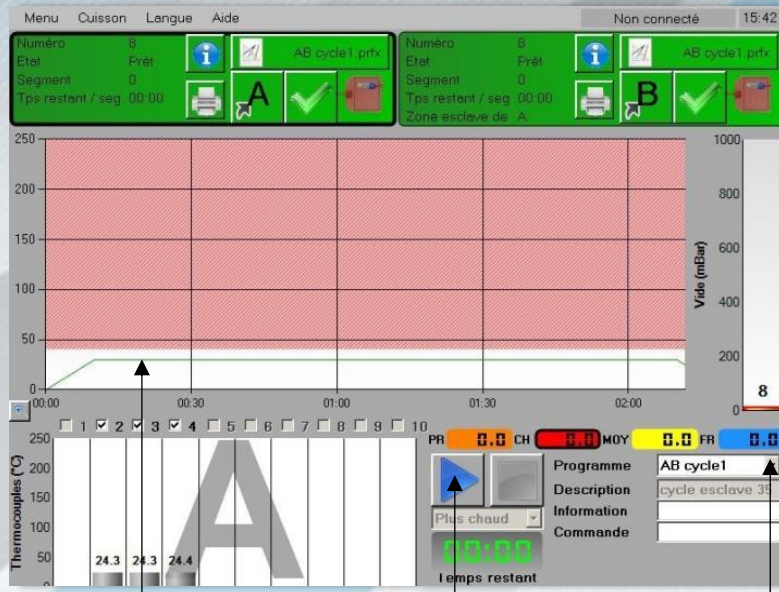 Menu Cuisson Langue Aide Non connecté 15:42
Numéro 8
Etat Prêt
Segment 0
Tps restant / seg 00:00
AB cycle1.prfx
A
Numéro 8
Etat Prêt
Segment 0
Tps restant / seg 00:00
Zone esclave de A
AB cycle1.prfx
B
250
200
150
100
50
0
00:00 00:30 01:00 01:30 02:00
Vide (mBar)
1000
800
600
400
200
0
8
1 2 3 4 5 6 7 8 9 10
Thermocouples (°C)
250
200
150
100
50
0
24.3 24.3 24.4
A
PR 0.0 CH 0.0 MOY 0.0 FR 0.0
Plus chaud
00:00
Temps restant
Programme AB cycle1
Description cycle esclave 35
Information
Commande